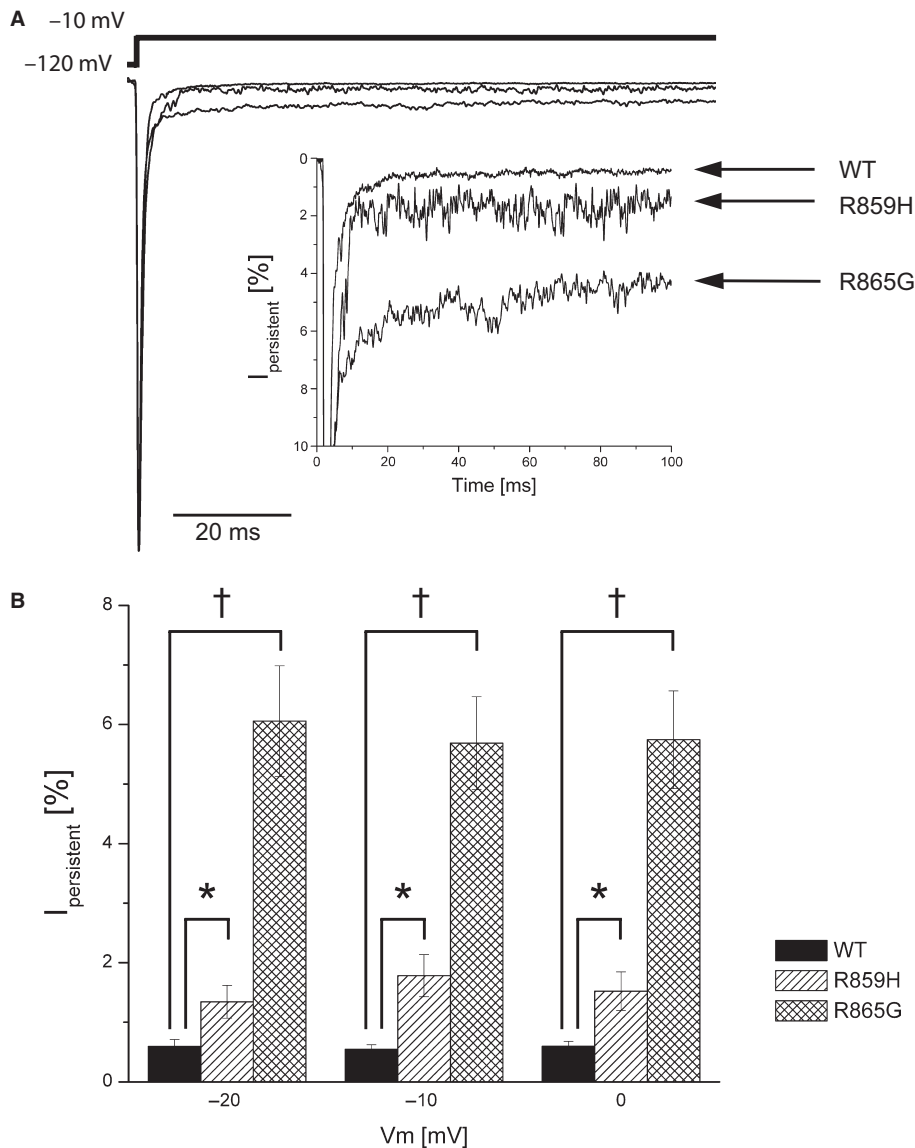 A
–10 mV
–120 mV
0
2
4
6
8
10
I persistent [%]
0 20 40 60 80 100
Time [ms]
WT
R859H
R865G
20 ms
B
† † †
* * *
8
6
4
2
0
I persistent [%]
–20 –10 0
Vm [mV]
WT
R859H
R865G